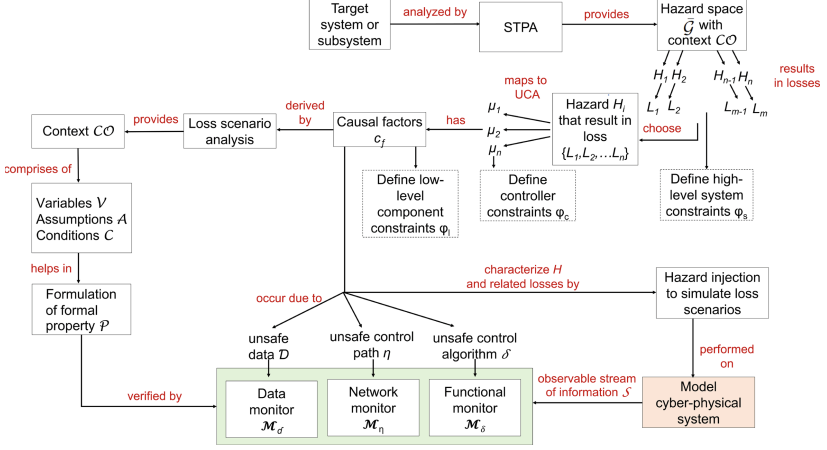 Target
system or
subsystem
analyzed by
STPA
provides
Hazard space
𝒢̄ with
context 𝒞𝒪
H1 H2
Hn-1 Hn
results
in losses
L1 L2
Lm-1 Lm
choose
Hazard Hi
that result in
loss
{L1,L2,...Ln}
maps to
UCA
μ1
μ2
μn
has
Causal factors
cf
derived
by
Loss scenario
analysis
provides
Context 𝒞𝒪
comprises of
Variables 𝒱
Assumptions A
Conditions C
helps in
Formulation
of formal
property 𝒫
Define low-
level
component
constraints φl
Define
controller
constraints φc
Define high-
level system
constraints φs
characterize H
and related losses by
Hazard injection
to simulate loss
scenarios
occur due to
unsafe
data 𝒟
unsafe control
path η
unsafe control
algorithm δ
performed
on
verified by
Data
monitor
ℳd
Network
monitor
ℳη
Functional
monitor
ℳδ
observable stream
of information 𝒮
Model
cyber-physical
system